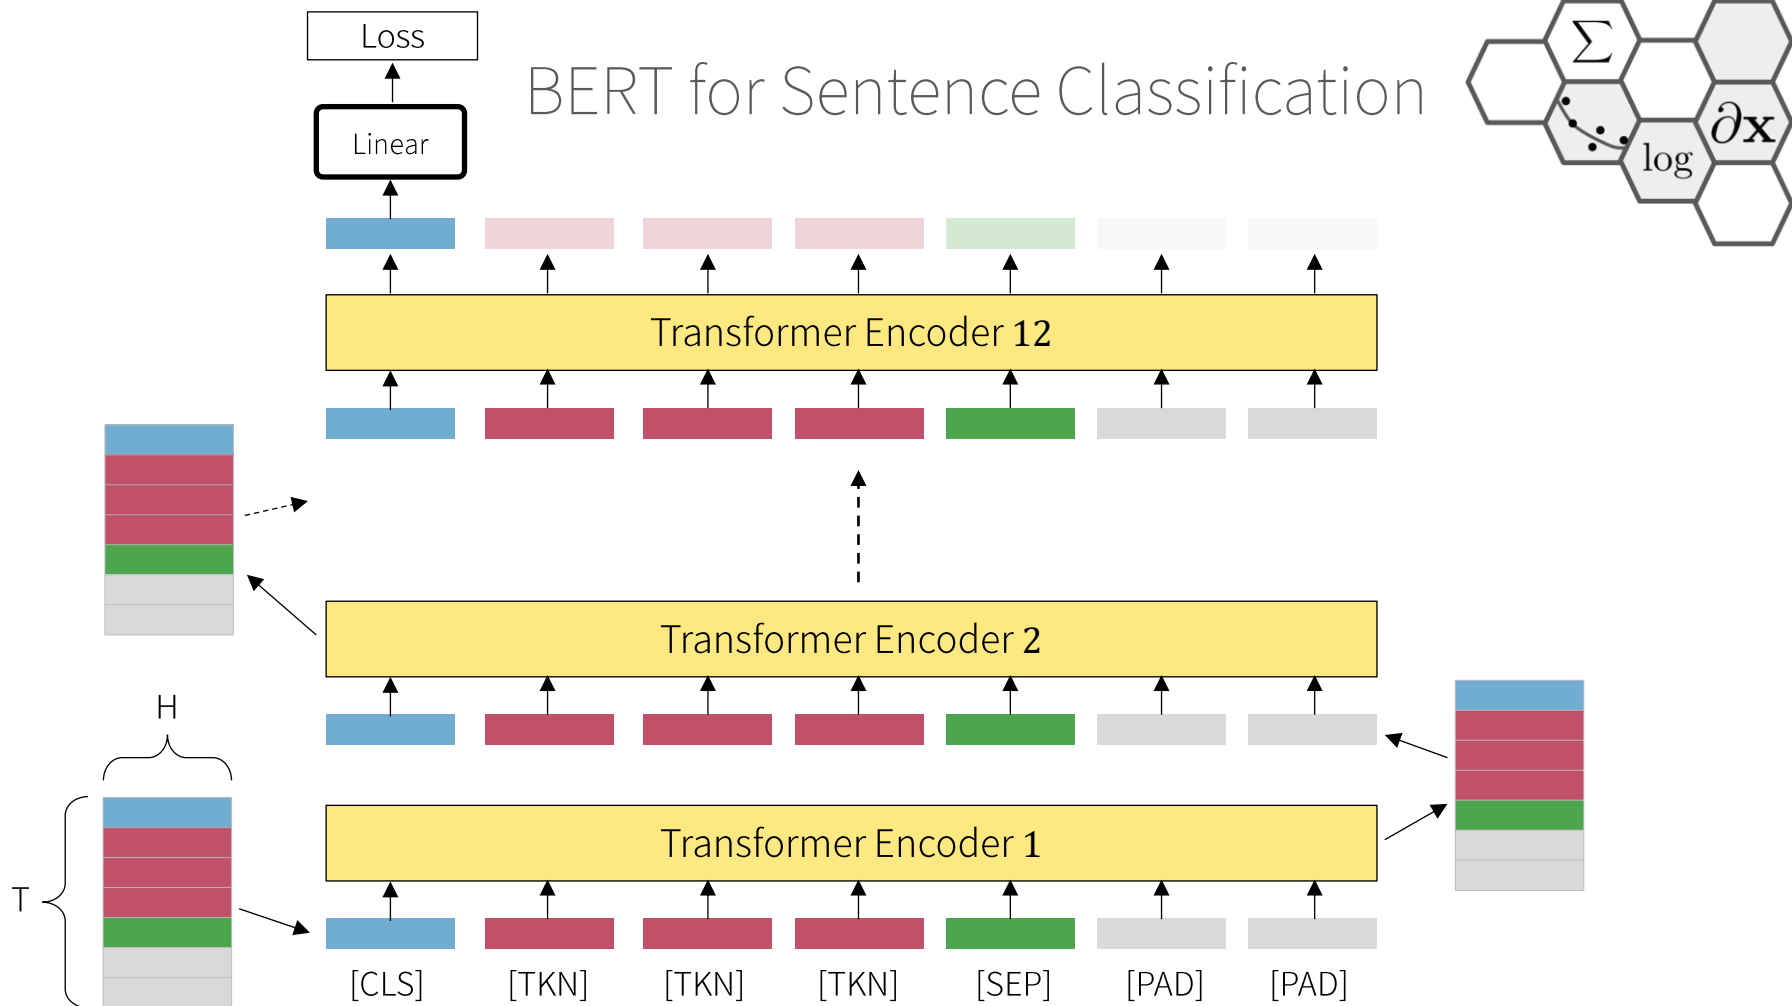 Loss
BERT for Sentence Classification
Linear
∑
∂x
log
Transformer Encoder 12
Transformer Encoder 2
H
Transformer Encoder 1
T
[CLS] [TKN] [TKN] [TKN] [SEP] [PAD] [PAD]